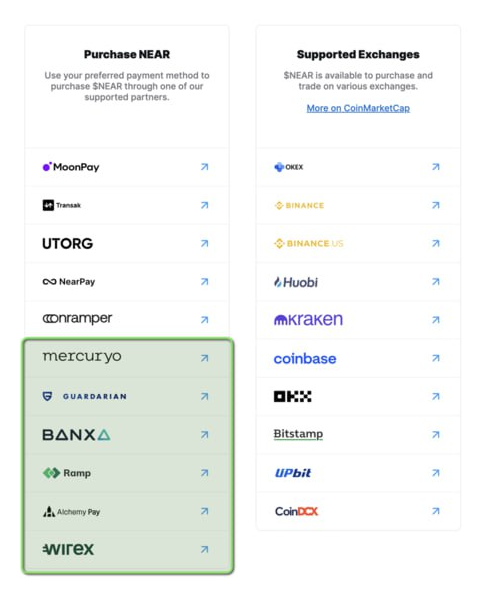 Purchase NEAR
Use your preferred payment method to
purchase $NEAR through one of our
supported partners.
MoonPay
Transak
UTORG
NearPay
onramper
mercuryo
GUARDARIAN
BANXA
Ramp
Alchemy Pay
wirex
Supported Exchanges
$NEAR is available to purchase and
trade on various exchanges.
More on CoinMarketCap
OKEX
BINANCE
BINANCE.US
Huobi
mkraken
coinbase
OKX
Bitstamp
UPbit
CoinDCX